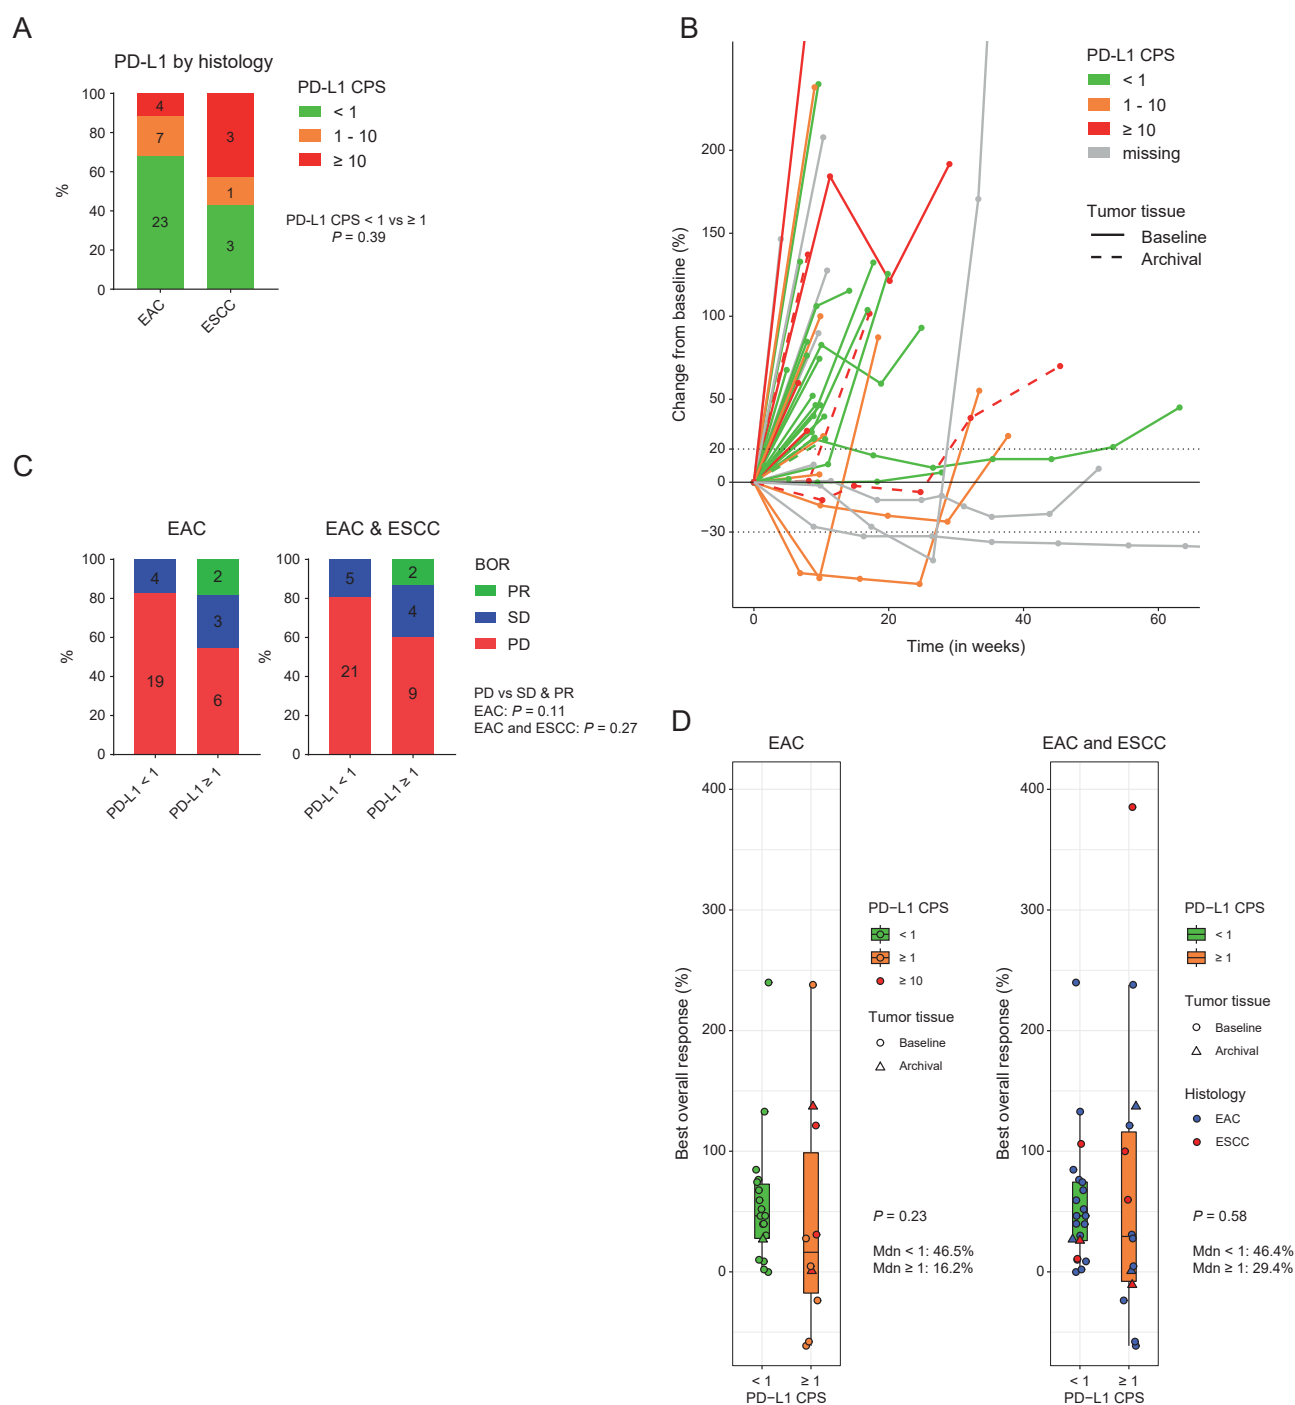 A
PD-L1 by histology
%
100
80
60
40
20
0
4
7
23
3
1
3
EAC
ESCC
PD-L1 CPS
< 1
1 - 10
≥ 10
PD-L1 CPS < 1 vs ≥ 1
P = 0.39
B
Change from baseline (%)
200
150
100
50
20
0
−30
0
20
40
60
Time (in weeks)
PD-L1 CPS
< 1
1 - 10
≥ 10
missing
Tumor tissue
Baseline
Archival
C
EAC
%
100
80
60
40
20
0
4
19
2
3
6
PD-L1 < 1
PD-L1 ≥ 1
EAC & ESCC
%
100
80
60
40
20
0
5
21
2
4
9
PD-L1 < 1
PD-L1 ≥ 1
BOR
PR
SD
PD
PD vs SD & PR
EAC: P = 0.11
EAC and ESCC: P = 0.27
D
EAC
Best overall response (%)
400
300
200
100
0
< 1
≥ 1
PD−L1 CPS
PD−L1 CPS
< 1
≥ 1
≥ 10
Tumor tissue
Baseline
Archival
P = 0.23
Mdn < 1: 46.5%
Mdn ≥ 1: 16.2%
EAC and ESCC
Best overall response (%)
400
300
200
100
0
< 1
≥ 1
PD−L1 CPS
PD−L1 CPS
< 1
≥ 1
Tumor tissue
Baseline
Archival
Histology
EAC
ESCC
P = 0.58
Mdn < 1: 46.4%
Mdn ≥ 1: 29.4%